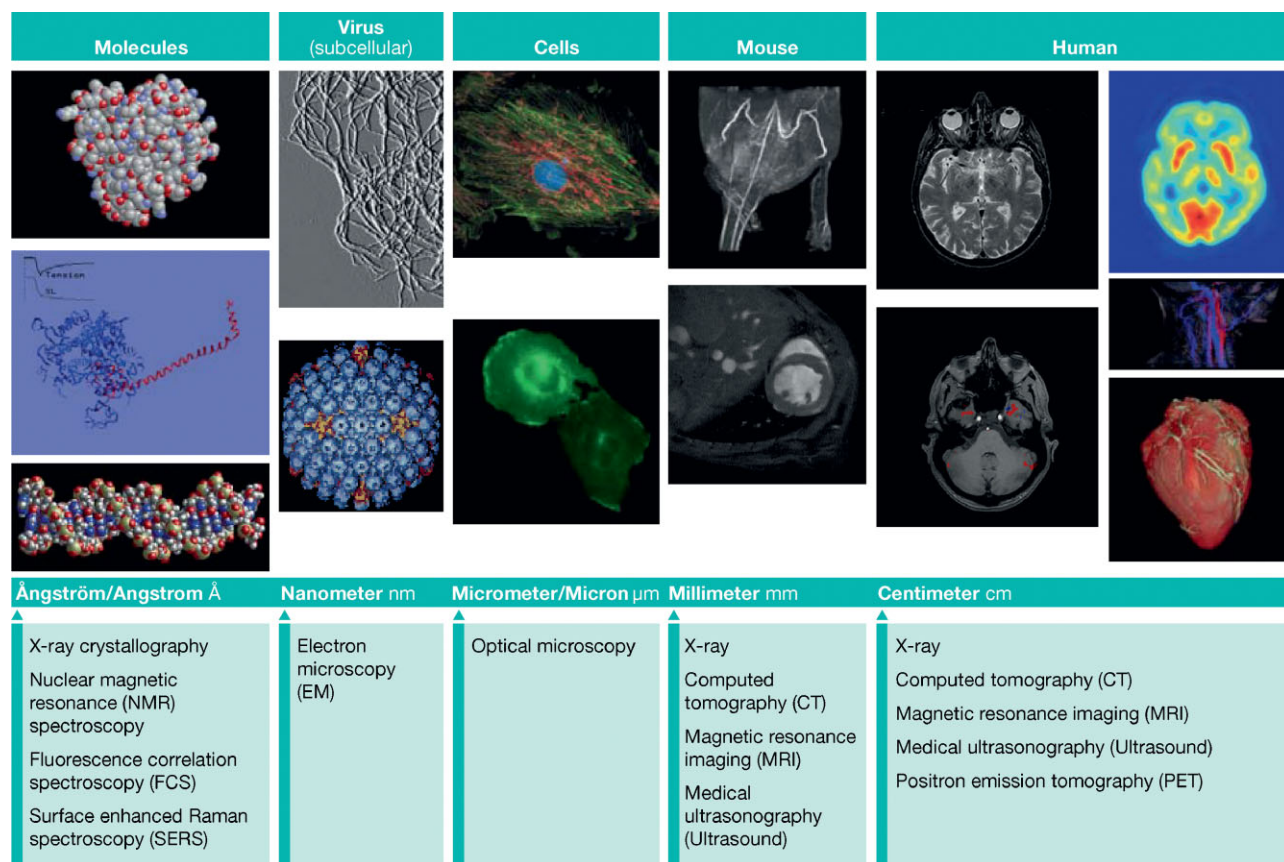 Molecules
Virus
(subcellular)
Cells
Mouse
Human
Tension
SL
Ångström/Angstrom Å
Nanometer nm
Micrometer/Micron µm
Millimeter mm
Centimeter cm
X-ray crystallography
Nuclear magnetic
resonance (NMR)
spectroscopy
Fluorescence correlation
spectroscopy (FCS)
Surface enhanced Raman
spectroscopy (SERS)
Electron
microscopy
(EM)
Optical microscopy
X-ray
Computed
tomography (CT)
Magnetic resonance
imaging (MRI)
Medical
ultrasonography
(Ultrasound)
X-ray
Computed tomography (CT)
Magnetic resonance imaging (MRI)
Medical ultrasonography (Ultrasound)
Positron emission tomography (PET)